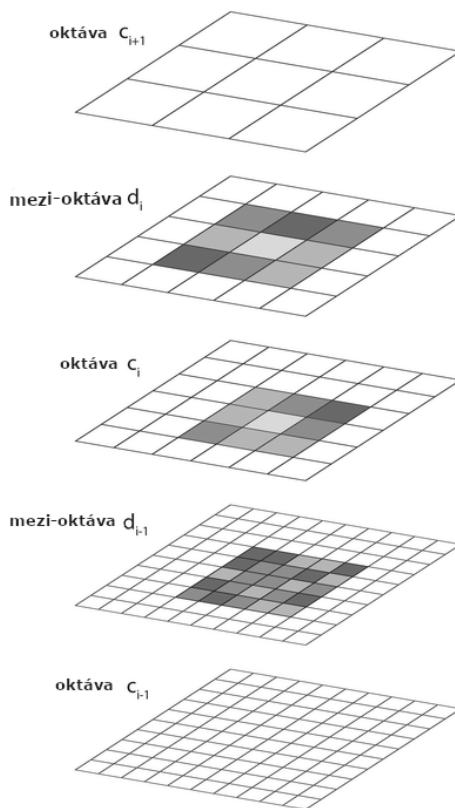 oktáva c_{i+1}
mezi-oktáva d_i
oktáva c_i
mezi-oktáva d_{i-1}
oktáva c_{i-1}